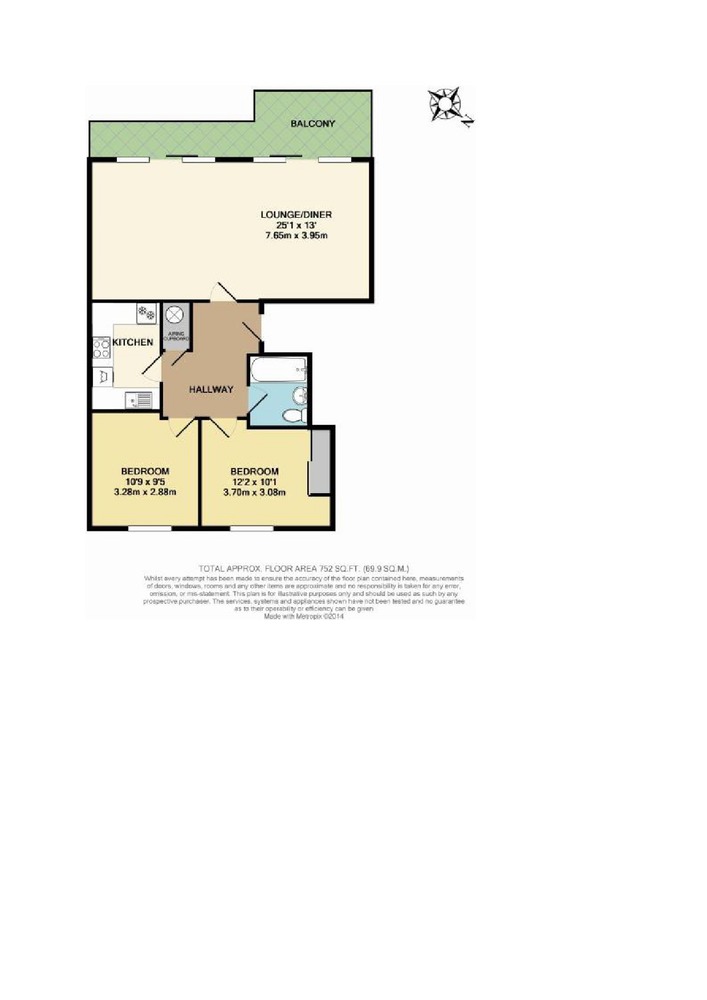 BALCONY
N
LOUNGE/DINER
25'1 x 13'
7.65m x 3.95m
AIRING
CUPBOARD
KITCHEN
HALLWAY
BEDROOM
10'9 x 9'5
3.28m x 2.88m
BEDROOM
12'2 x 10'1
3.70m x 3.08m
TOTAL APPROX. FLOOR AREA 752 SQ.FT. (69.9 SQ.M.)
Whilst every attempt has been made to ensure the accuracy of the floor plan contained here, measurements
of doors, windows, rooms and any other items are approximate and no responsibility is taken for any error,
omission, or mis-statement. This plan is for illustrative purposes only and should be used as such by any
prospective purchaser. The services, systems and appliances shown have not been tested and no guarantee
as to their operability or efficiency can be given
Made with Metropix ©2014